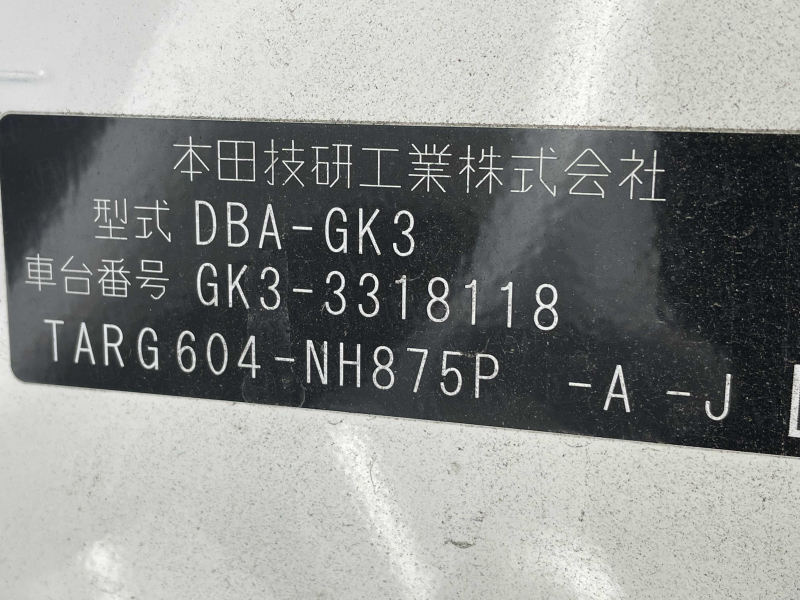 本田技研工業株式会社
型式 DBA-GK3
車台番号 GK3-3318118
TARG604-NH875P -A -J